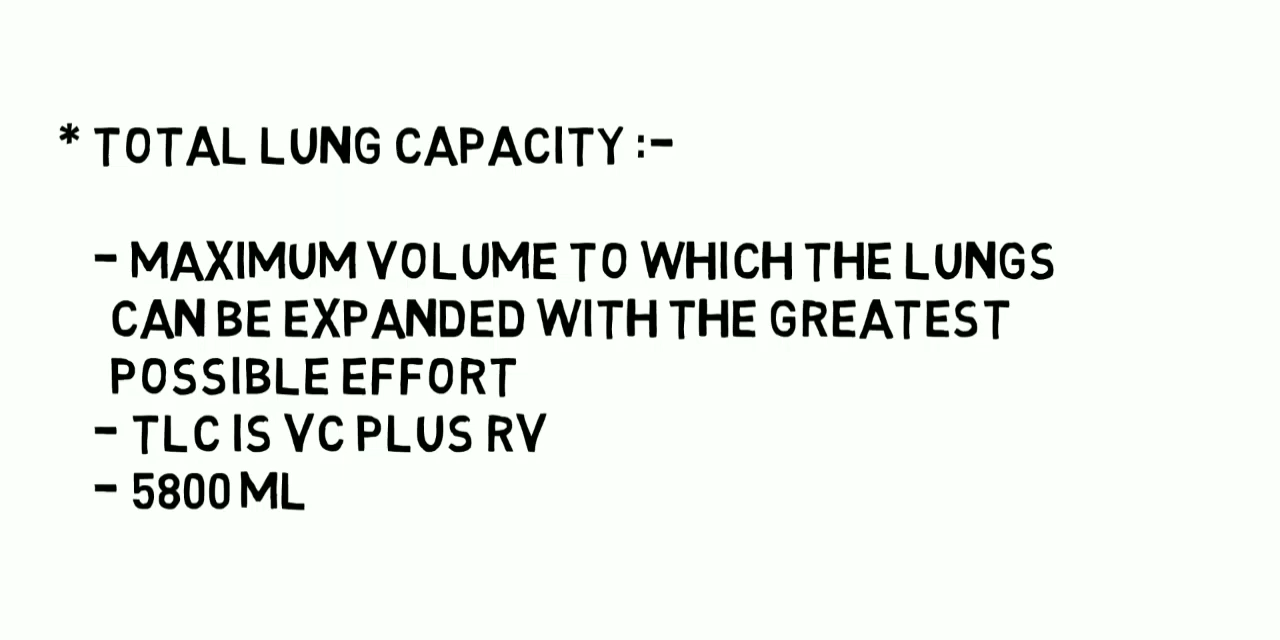 * TOTAL LUNG CAPACITY :-
- MAXIMUM VOLUME TO WHICH THE LUNGS
CAN BE EXPANDED WITH THE GREATEST
POSSIBLE EFFORT
- TLC IS VC PLUS RV
- 5800 ML